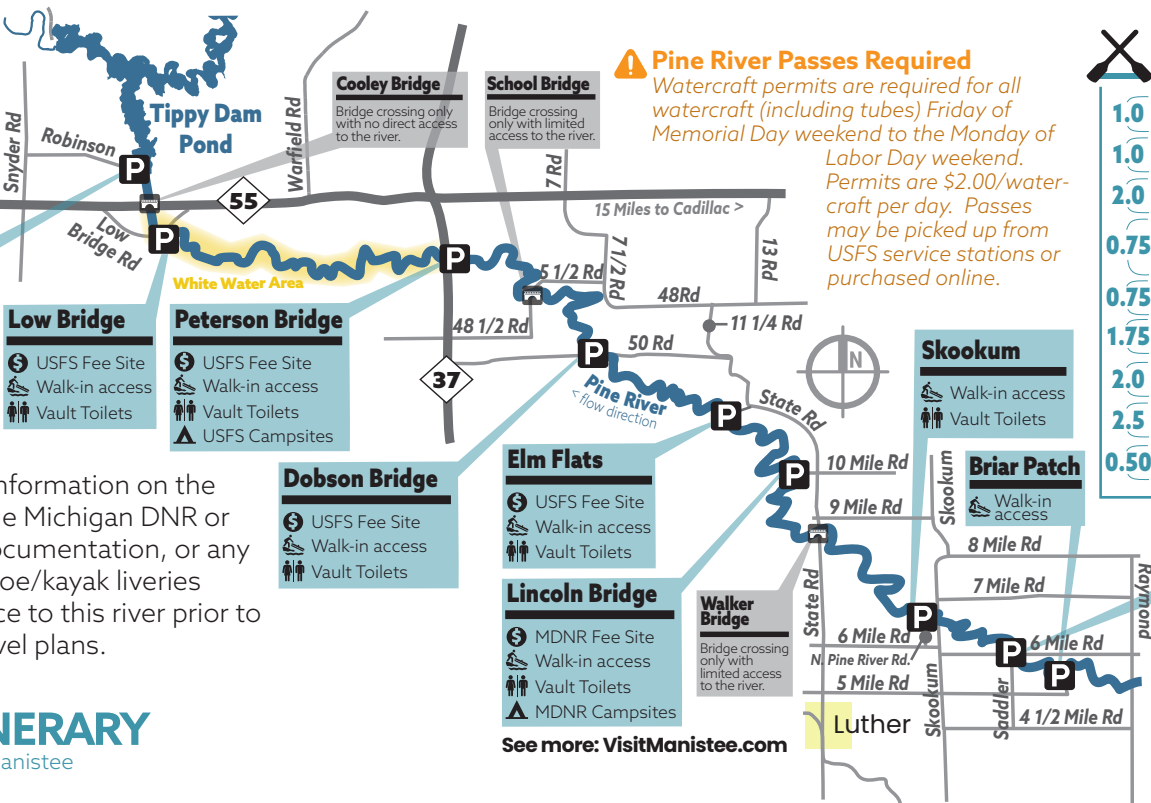 Pine River Passes Required
Watercraft permits are required for all
watercraft (including tubes) Friday of
Memorial Day weekend to the Monday of
Labor Day weekend.
Permits are $2.00/water-
craft per day. Passes
may be picked up from
USFS service stations or
purchased online.
1.0
1.0
2.0
0.75
0.75
1.75
2.0
2.5
0.50
Cooley Bridge
Bridge crossing only
with no direct access
to the river.
School Bridge
Bridge crossing
only with limited
access to the river.
Tippy Dam
Pond
Snyder Rd
Robinson
P
Warfield Rd
55
7 Rd
15 Miles to Cadillac >
Low
Bridge Rd
P
White Water Area
P
5 1/2 Rd
7 1/2 Rd
13 Rd
48Rd
48 1/2 Rd
11 1/4 Rd
50 Rd
P
37
Pine River
< flow direction
N
State Rd
P
10 Mile Rd
P
9 Mile Rd
Skookum
8 Mile Rd
7 Mile Rd
Raymond
State Rd
P
6 Mile Rd
6 Mile Rd
N. Pine River Rd.
P
P
5 Mile Rd
Skookum
Saddler
4 1/2 Mile Rd
Luther
Low Bridge
USFS Fee Site
Walk-in access
Vault Toilets
Peterson Bridge
USFS Fee Site
Walk-in access
Vault Toilets
USFS Campsites
Dobson Bridge
USFS Fee Site
Walk-in access
Vault Toilets
Elm Flats
USFS Fee Site
Walk-in access
Vault Toilets
Lincoln Bridge
MDNR Fee Site
Walk-in access
Vault Toilets
MDNR Campsites
Walker
Bridge
Bridge crossing
only with
limited access
to the river.
Skookum
Walk-in access
Vault Toilets
Briar Patch
Walk-in
access
nformation on the
e Michigan DNR or
ocumentation, or any
oe/kayak liveries
ce to this river prior to
vel plans.
NERARY
anistee
See more: VisitManistee.com